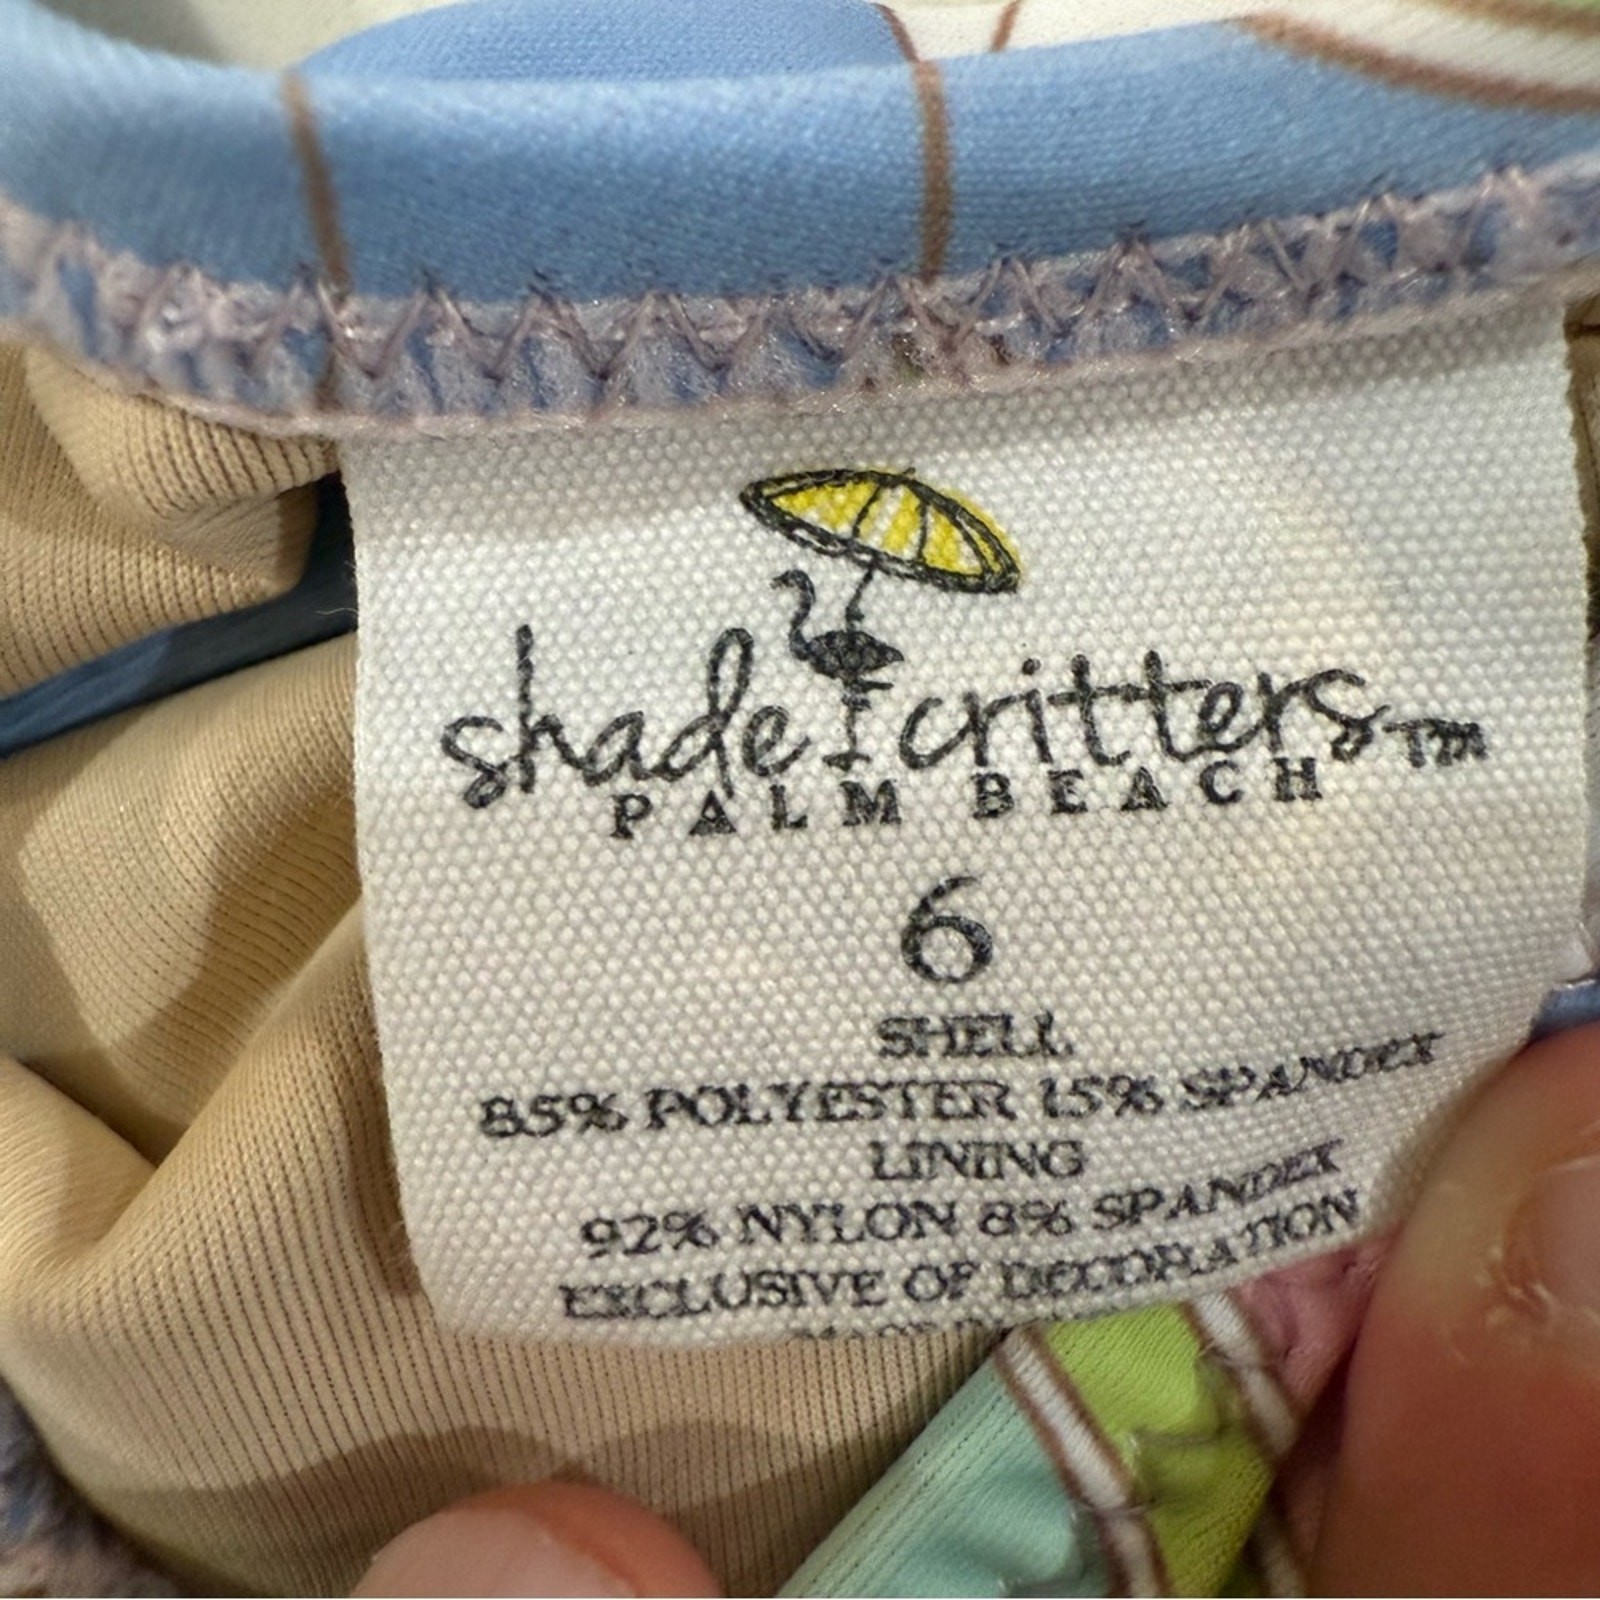 shade critters™
PALM BEACH
6
SHELL
85% POLYESTER 15% SPANDEX
LINING
92% NYLON 8% SPANDEX
EXCLUSIVE OF DECORATION